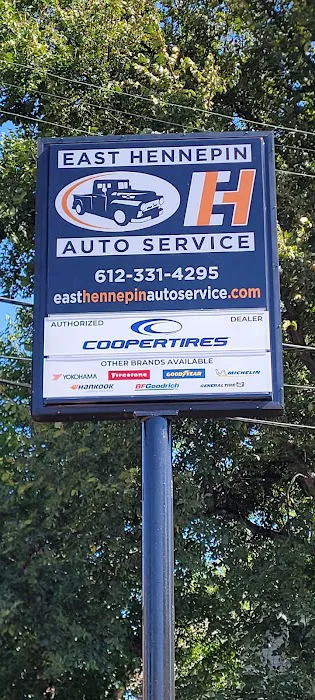 EAST HENNEPIN
EH
AUTO SERVICE
612-331-4295
easthennepinautoservice.com
AUTHORIZED DEALER
COOPERTIRES
OTHER BRANDS AVAILABLE
YOKOHAMA Firestone GOODYEAR MICHELIN
HANKOOK BFGoodrich GENERAL TIRE